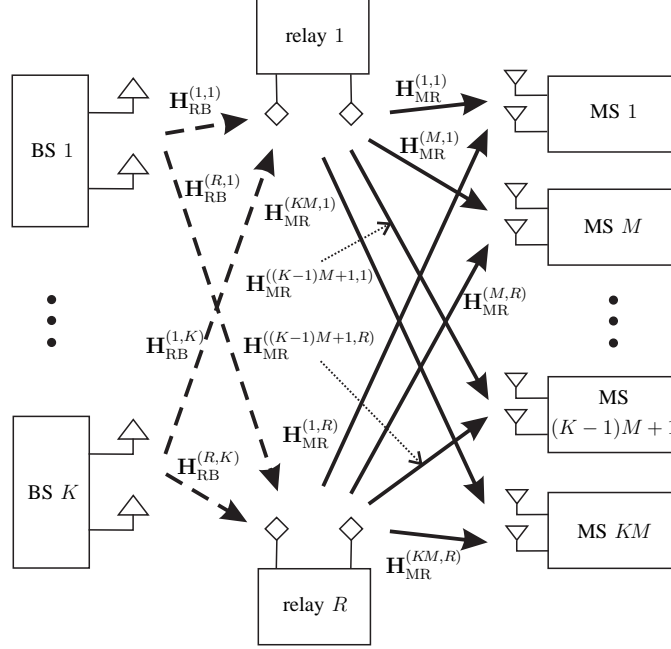 relay 1
BS 1
MS 1
MS M
BS K
MS
(K − 1)M + 1
MS KM
relay R
H_RB^(1,1)
H_RB^(R,1)
H_RB^(1,K)
H_RB^(R,K)
H_MR^(1,1)
H_MR^(M,1)
H_MR^(KM,1)
H_MR^((K−1)M+1,1)
H_MR^(M,R)
H_MR^((K−1)M+1,R)
H_MR^(1,R)
H_MR^(KM,R)